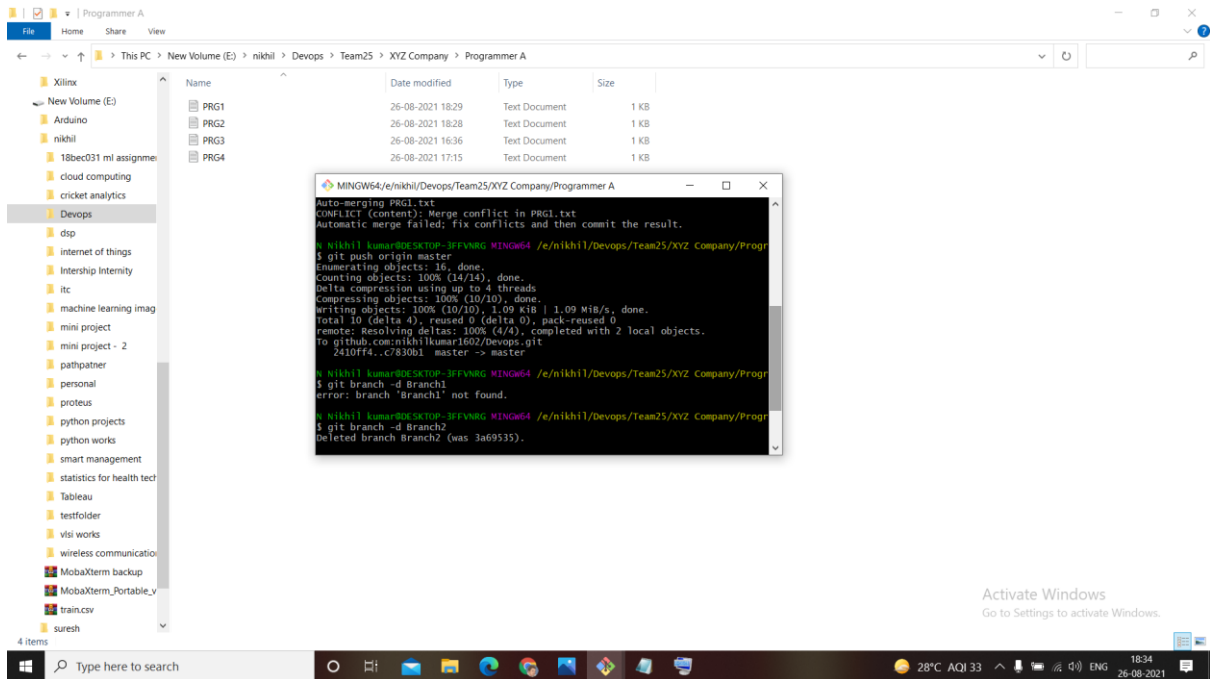 Programmer A
File Home Share View
This PC > New Volume (E:) > nikhil > Devops > Team25 > XYZ Company > Programmer A
Name Date modified Type Size
PRG1 26-08-2021 18:29 Text Document 1 KB
PRG2 26-08-2021 18:28 Text Document 1 KB
PRG3 26-08-2021 16:36 Text Document 1 KB
PRG4 26-08-2021 17:15 Text Document 1 KB
Xilinx
New Volume (E:)
Arduino
nikhil
18bec031 ml assignme
cloud computing
cricket analytics
Devops
dsp
internet of things
Intership Internity
itc
machine learning imag
mini project
mini project - 2
pathpatner
personal
proteus
python projects
python works
smart management
statistics for health tech
Tableau
testfolder
vlsi works
wireless communicatio
MobaXterm backup
MobaXterm_Portable_v
train.csv
suresh
4 items
MINGW64:/e/nikhil/Devops/Team25/XYZ Company/Programmer A
Auto-merging PRG1.txt
CONFLICT (content): Merge conflict in PRG1.txt
Automatic merge failed; fix conflicts and then commit the result.
N Nikhil kumar@DESKTOP-3FFVNRG MINGW64 /e/nikhil/Devops/Team25/XYZ Company/Progr
$ git push origin master
Enumerating objects: 16, done.
Counting objects: 100% (14/14), done.
Delta compression using up to 4 threads
Compressing objects: 100% (10/10), done.
Writing objects: 100% (10/10), 1.09 KiB | 1.09 MiB/s, done.
Total 10 (delta 4), reused 0 (delta 0), pack-reused 0
remote: Resolving deltas: 100% (4/4), completed with 2 local objects.
To github.com:nikhilkumar1602/Devops.git
2410ff4..c7830b1 master -> master
N Nikhil kumar@DESKTOP-3FFVNRG MINGW64 /e/nikhil/Devops/Team25/XYZ Company/Progr
$ git branch -d Branch1
error: branch 'Branch1' not found.
N Nikhil kumar@DESKTOP-3FFVNRG MINGW64 /e/nikhil/Devops/Team25/XYZ Company/Progr
$ git branch -d Branch2
Deleted branch Branch2 (was 3a69535).
Activate Windows
Go to Settings to activate Windows.
Type here to search
28°C AQI 33
ENG
18:34
26-08-2021